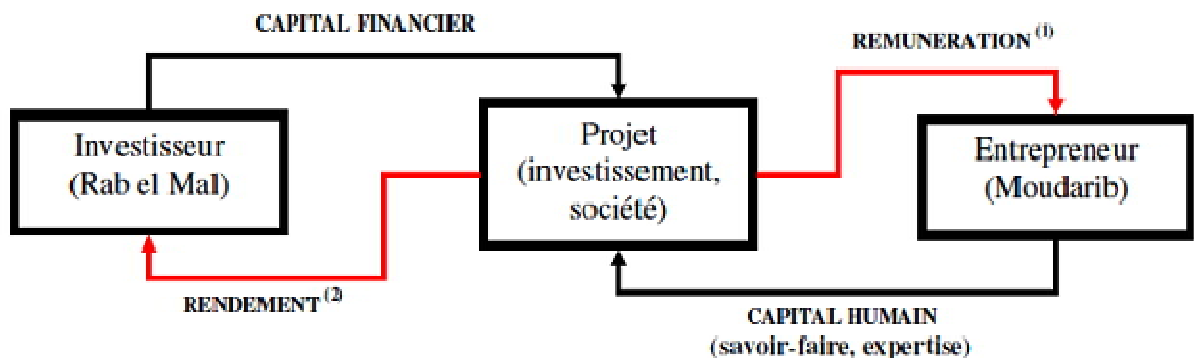 CAPITAL FINANCIER
REMUNERATION (1)
Investisseur
(Rab el Mal)
Projet
(investissement,
société)
Entrepreneur
(Moudarib)
RENDEMENT (2)
CAPITAL HUMAIN
(savoir-faire, expertise)